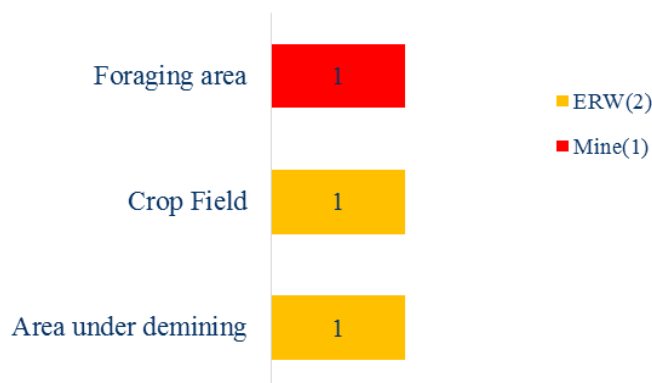 Foraging area
1
ERW(2)
Mine(1)
Crop Field
1
Area under demining
1